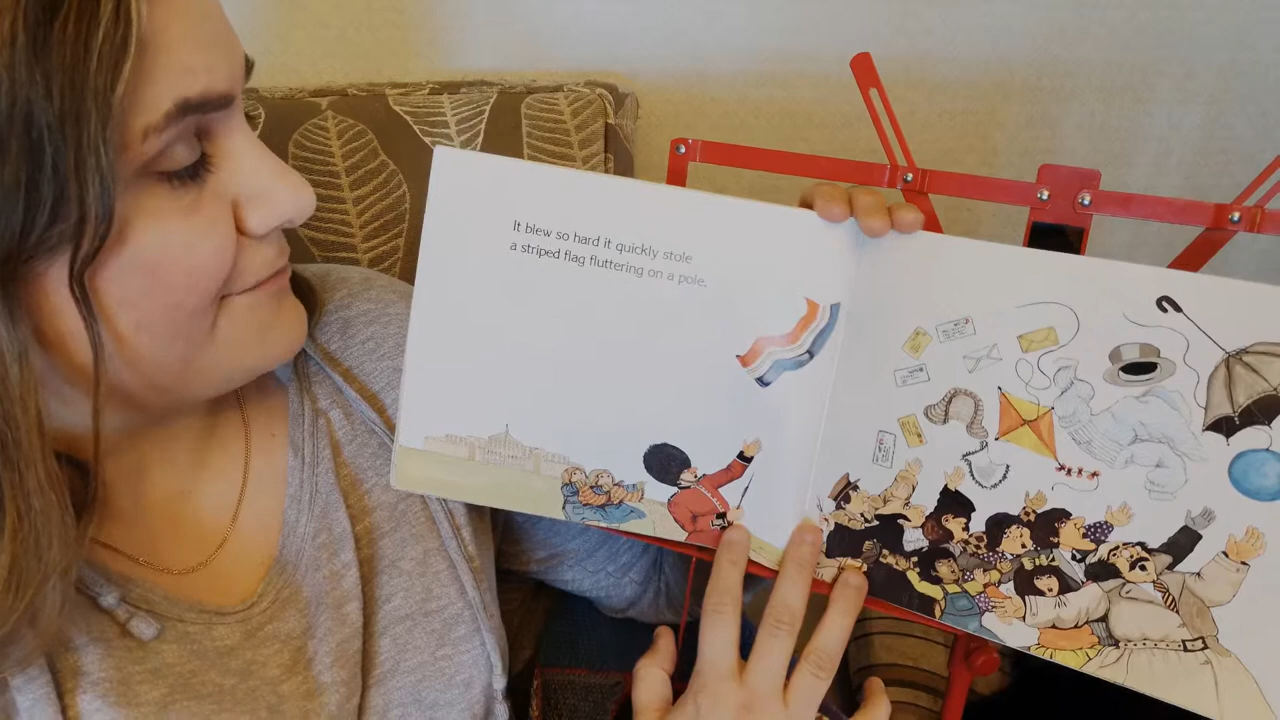 It blew so hard it quickly stole
a striped flag fluttering on a pole.